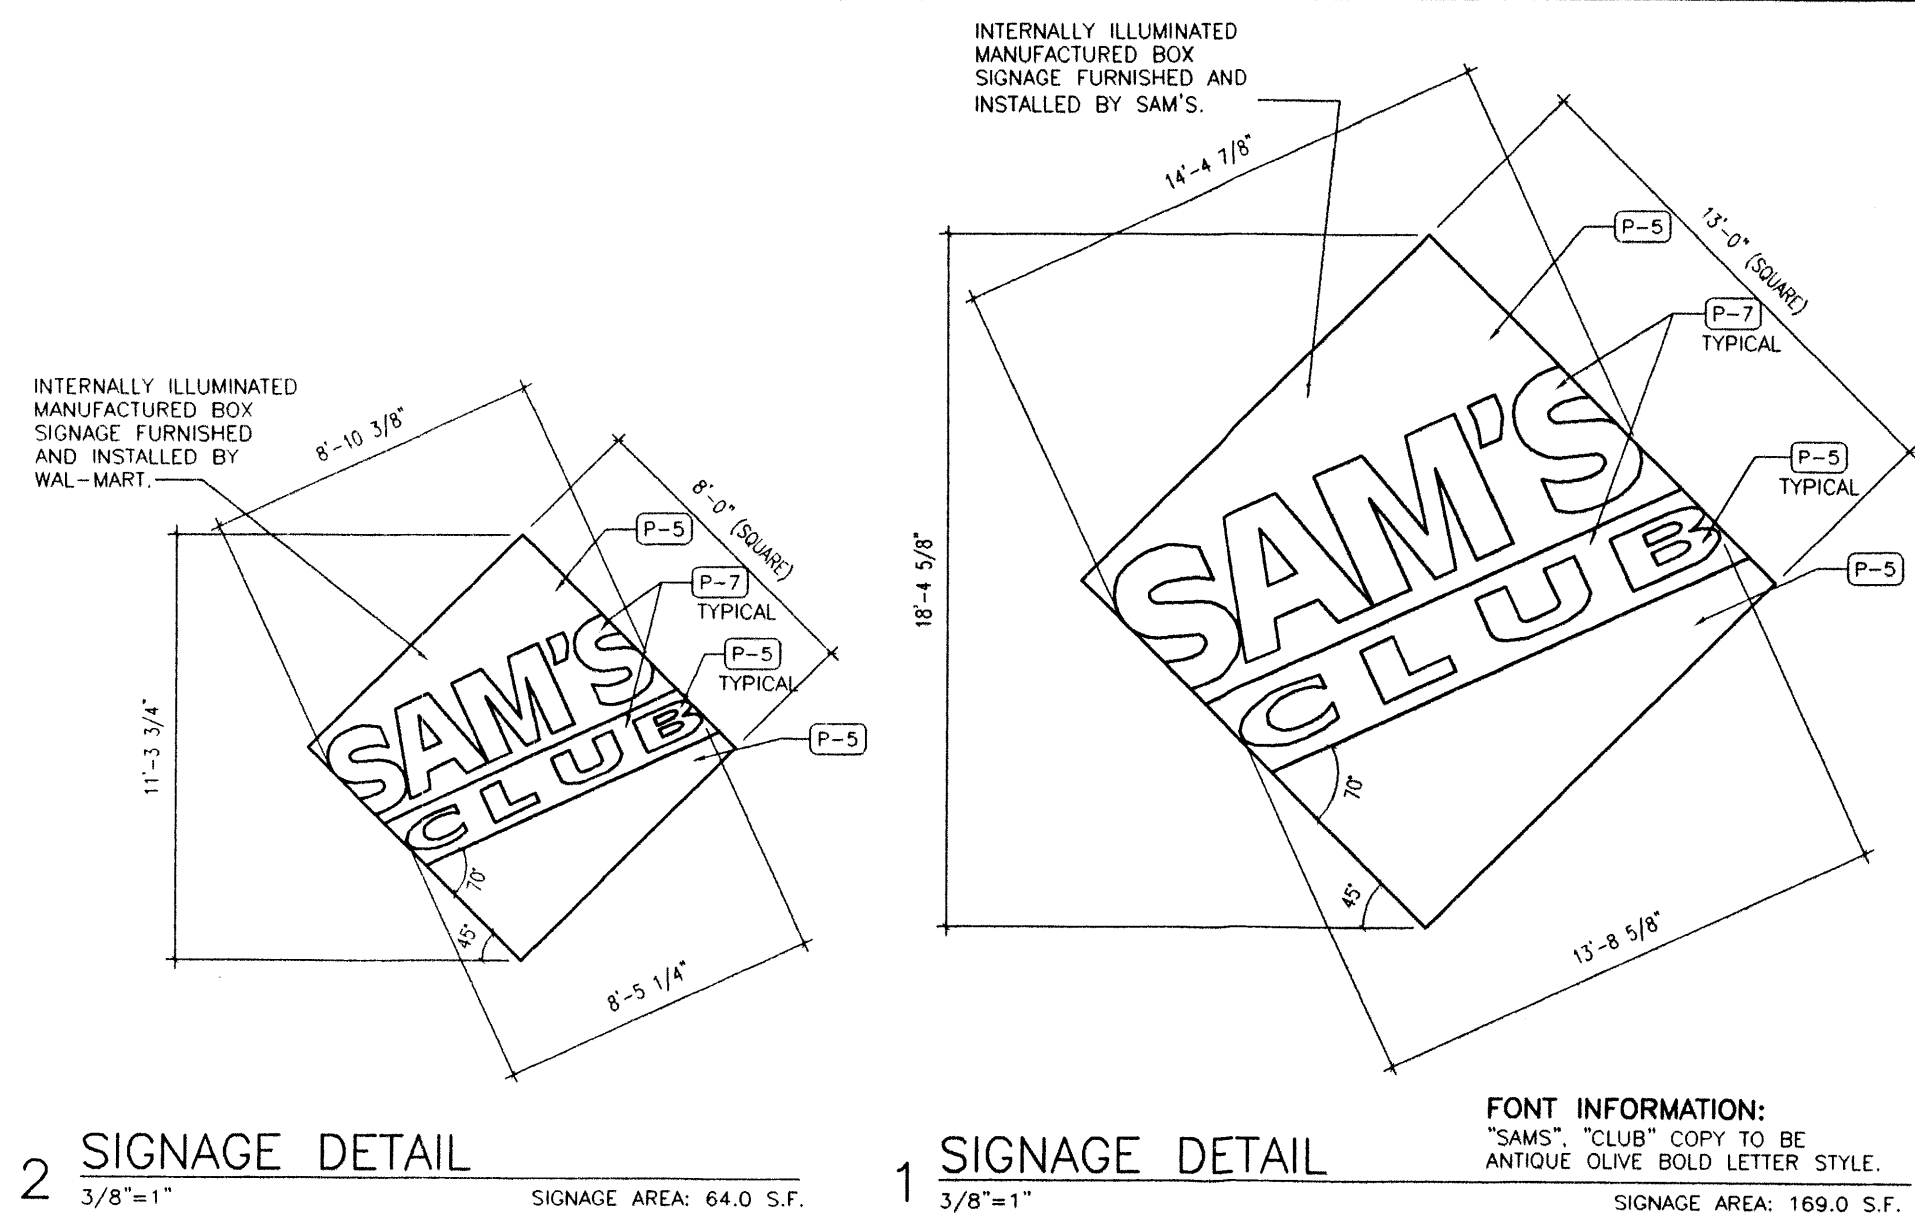 INTERNALLY ILLUMINATED
MANUFACTURED BOX
SIGNAGE FURNISHED
AND INSTALLED BY
WAL-MART.
8'-10 3/8"
8'-0" (SQUARE)
P-5
P-7
TYPICAL
P-5
TYPICAL
P-5
11'-3 3/4"
SAM'S
CLUB
70°
45°
8'-5 1/4"
2 SIGNAGE DETAIL
3/8"=1" SIGNAGE AREA: 64.0 S.F.
INTERNALLY ILLUMINATED
MANUFACTURED BOX
SIGNAGE FURNISHED AND
INSTALLED BY SAM'S.
14'-4 7/8"
13'-0" (SQUARE)
P-5
P-7
TYPICAL
P-5
TYPICAL
P-5
18'-4 5/8"
SAM'S
CLUB
70°
45°
13'-8 5/8"
FONT INFORMATION:
"SAMS", "CLUB" COPY TO BE
ANTIQUE OLIVE BOLD LETTER STYLE.
1 SIGNAGE DETAIL
3/8"=1" SIGNAGE AREA: 169.0 S.F.